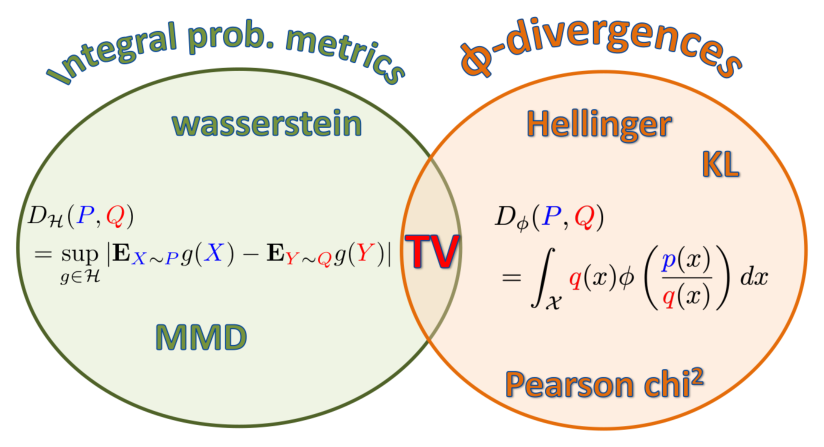 Integral prob. metrics
ϕ-divergences
wasserstein
Hellinger
KL
D_ℋ(P, Q)
= sup_{g∈ℋ} |E_{X∼P} g(X) − E_{Y∼Q} g(Y)|
TV
D_ϕ(P, Q)
= ∫_𝒳 q(x)ϕ(p(x)/q(x)) dx
MMD
Pearson chi²